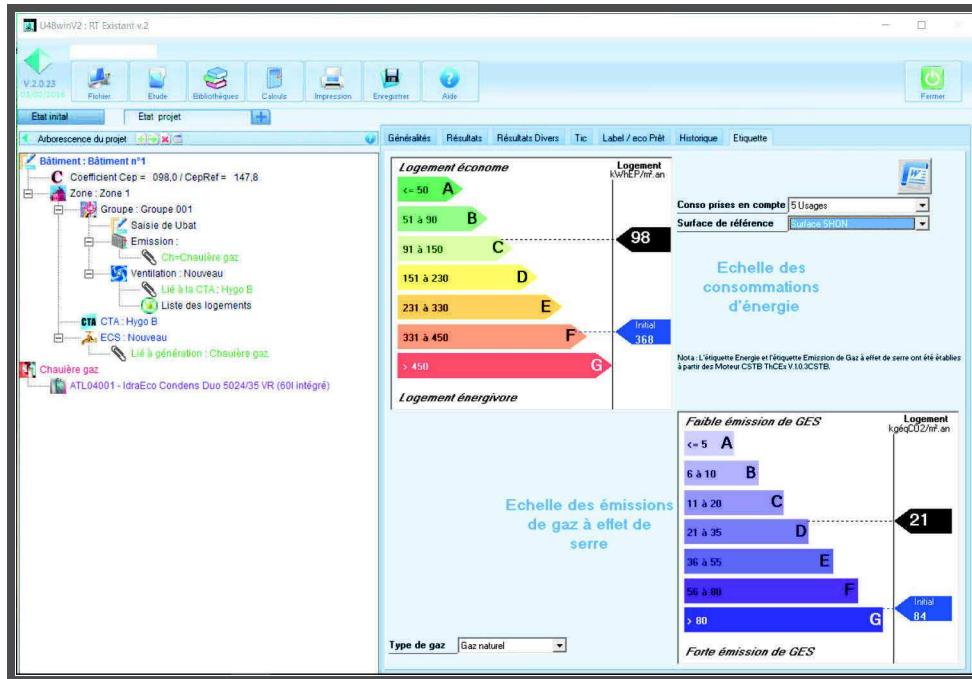 U48winV2 : RT Existant v.2
V.2.0.23
Fichier
Etude
Bibliothèques
Calculs
Impression
Enregistrer
Aide
Fermer
Etat inital
Etat projet
Arborescence du projet
Généralités
Résultats
Résultats Divers
Tic
Label / eco Prêt
Historique
Etiquette
Bâtiment : Bâtiment n°1
C Coefficient Cep = 098,0 / CepRef = 147,8
Zone : Zone 1
Groupe : Groupe 001
Saisie de Ubat
Emission :
Ch=Chaulère gaz
Ventilation : Nouveau
Lié à la CTA : Hygo B
Liste des logements
CTA CTA : Hygo B
ECS : Nouveau
Lié à génération : Chaulère gaz
Chaulère gaz
ATL04001 - IdraEco Condens Duo 5024/35 VR (60l intégré)
Logement économe
Logement
kWhEP/m².an
<= 50 A
51 à 90 B
91 à 150 C
98
151 à 230 D
231 à 330 E
331 à 450 F
Initial
368
> 450 G
Logement énergivore
Conso prises en compte 5 Usages
Surface de référence Surface SHON
Echelle des
consommations
d'énergie
Nota : L'étiquette Energie et l'étiquette Emission de Gaz à effet de serre ont été établies
à partir des Moteur CSTB ThCEx V.1.0.3CSTB.
Echelle des émissions
de gaz à effet de
serre
Faible émission de GES
Logement
kgéqCO2/m².an
<= 5 A
6 à 10 B
11 à 20 C
21 à 35 D
21
36 à 55 E
56 à 80 F
> 80 G
Initial
84
Forte émission de GES
Type de gaz Gaz naturel